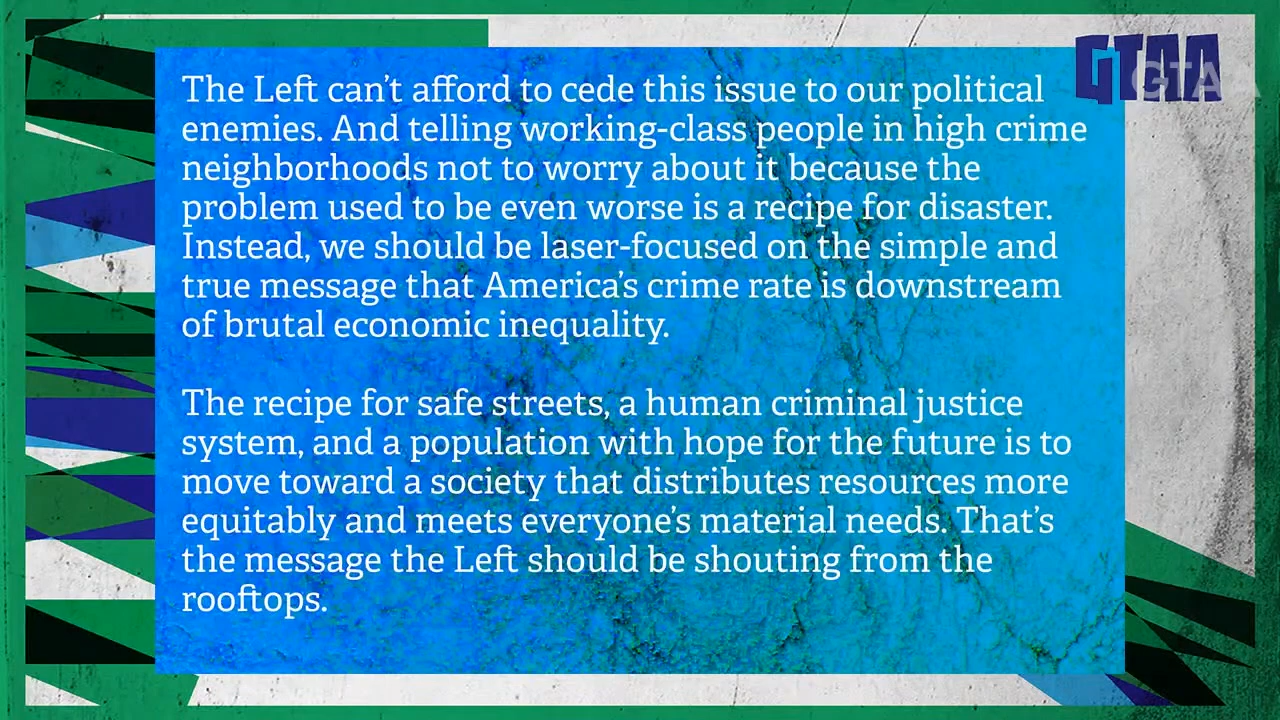 GTAA
GTAA
The Left can't afford to cede this issue to our political
enemies. And telling working-class people in high crime
neighborhoods not to worry about it because the
problem used to be even worse is a recipe for disaster.
Instead, we should be laser-focused on the simple and
true message that America's crime rate is downstream
of brutal economic inequality.
The recipe for safe streets, a human criminal justice
system, and a population with hope for the future is to
move toward a society that distributes resources more
equitably and meets everyone's material needs. That's
the message the Left should be shouting from the
rooftops.